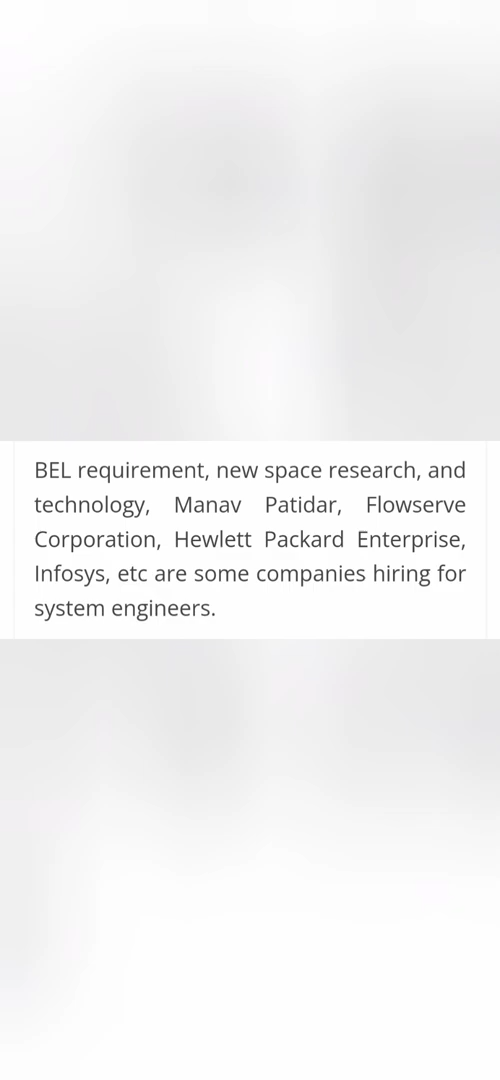 BEL requirement, new space research, and
technology, Manav Patidar, Flowserve
Corporation, Hewlett Packard Enterprise,
Infosys, etc are some companies hiring for
system engineers.